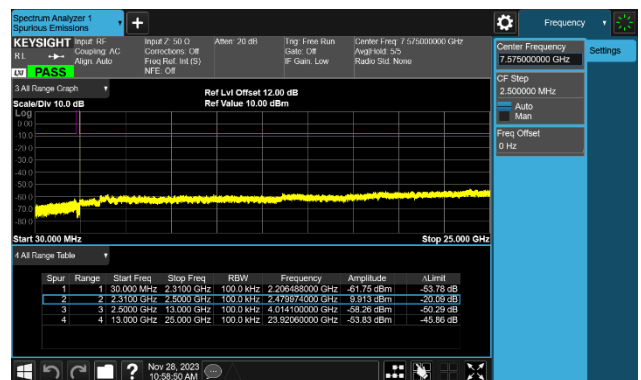 Spectrum Analyzer 1
Spurious Emissions
Frequency
KEYSIGHT Input: RF Input Z: 50 Ω Atten: 20 dB Trig: Free Run Center Freq: 7.575000000 GHz
RL Coupling: AC Corrections: Off Gate: Off Avg|Hold: 5/5
Align: Auto Freq Ref: Int (S) IF Gain: Low Radio Std: None
LXI PASS NFE: Off
Center Frequency
7.575000000 GHz
Settings
CF Step
2.500000 MHz
Auto
Man
Freq Offset
0 Hz
3 All Range Graph
Ref Lvl Offset 12.00 dB
Scale/Div 10.0 dB Ref Value 10.00 dBm
Log
0.00
-10.0
-20.0
-30.0
-40.0
-50.0
-60.0
-70.0
-80.0
Start 30.000 MHz Stop 25.000 GHz
4 All Range Table
Spur Range Start Freq Stop Freq RBW Frequency Amplitude ΔLimit
1 1 30.000 MHz 2.3100 GHz 100.0 kHz 2.206488000 GHz -61.75 dBm -53.78 dB
2 2 2.3100 GHz 2.5000 GHz 100.0 kHz 2.479974000 GHz 9.913 dBm -20.09 dB
3 3 2.5000 GHz 13.000 GHz 100.0 kHz 4.014100000 GHz -58.26 dBm -50.29 dB
4 4 13.000 GHz 25.000 GHz 100.0 kHz 23.92060000 GHz -53.83 dBm -45.86 dB
? Nov 28, 2023
10:58:50 AM